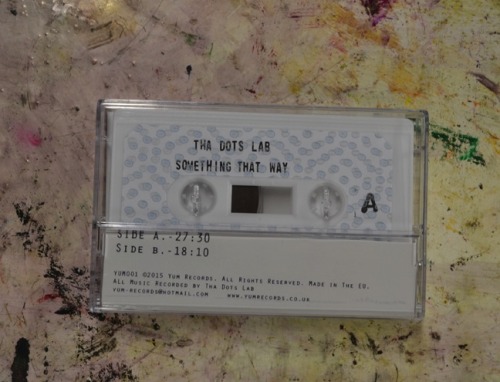 THA DOTS LAB
SOMETHING THAT WAY
A
SIDE A.-27:30
SIDE B.-18:10
YUM001 ©2015 YUM RECORDS. ALL RIGHTS RESERVED. MADE IN THE EU.
ALL MUSIC RECORDED BY THA DOTS LAB
YUM-RECORDS@HOTMAIL.COM WWW.YUMRECORDS.CO.UK